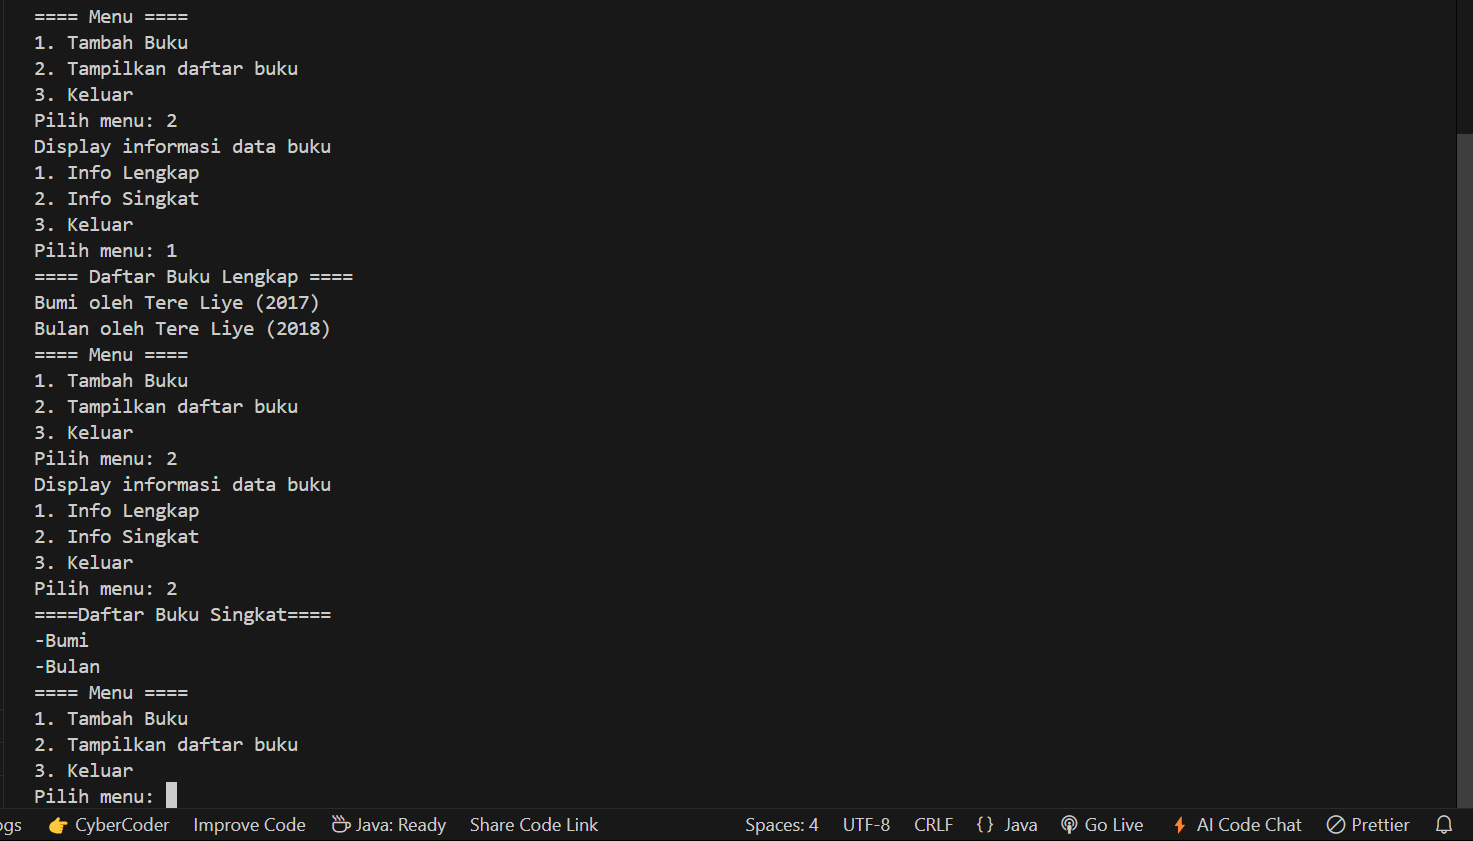 ==== Menu ====
1. Tambah Buku
2. Tampilkan daftar buku
3. Keluar
Pilih menu: 2
Display informasi data buku
1. Info Lengkap
2. Info Singkat
3. Keluar
Pilih menu: 1
==== Daftar Buku Lengkap ====
Bumi oleh Tere Liye (2017)
Bulan oleh Tere Liye (2018)
==== Menu ====
1. Tambah Buku
2. Tampilkan daftar buku
3. Keluar
Pilih menu: 2
Display informasi data buku
1. Info Lengkap
2. Info Singkat
3. Keluar
Pilih menu: 2
====Daftar Buku Singkat====
-Bumi
-Bulan
==== Menu ====
1. Tambah Buku
2. Tampilkan daftar buku
3. Keluar
Pilih menu:
CyberCoder Improve Code Java: Ready Share Code Link Spaces: 4 UTF-8 CRLF {} Java Go Live AI Code Chat Prettier